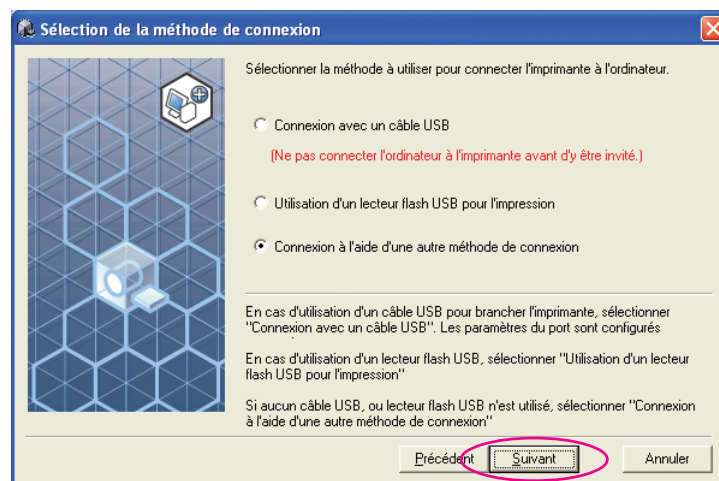 Sélection de la méthode de connexion
Sélectionner la méthode à utiliser pour connecter l'imprimante à l'ordinateur.
Connexion avec un câble USB
(Ne pas connecter l'ordinateur à l'imprimante avant d'y être invité.)
Utilisation d'un lecteur flash USB pour l'impression
Connexion à l'aide d'une autre méthode de connexion
En cas d'utilisation d'un câble USB pour brancher l'imprimante, sélectionner
"Connexion avec un câble USB". Les paramètres du port sont configurés
En cas d'utilisation d'un lecteur flash USB, sélectionner "Utilisation d'un lecteur
flash USB pour l'impression"
Si aucun câble USB, ou lecteur flash USB n'est utilisé, sélectionner "Connexion
à l'aide d'une autre méthode de connexion"
Précédent Suivant Annuler